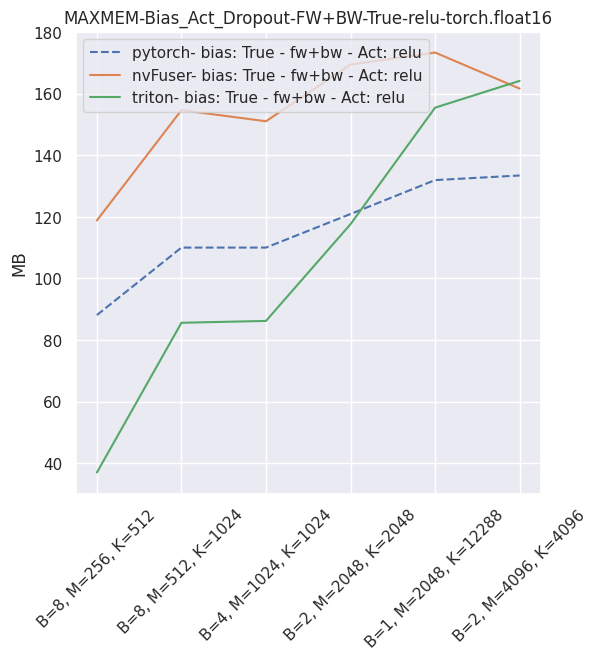 MAXMEM-Bias_Act_Dropout-FW+BW-True-relu-torch.float16
pytorch- bias: True - fw+bw - Act: relu
nvFuser- bias: True - fw+bw - Act: relu
triton- bias: True - fw+bw - Act: relu
MB
180
160
140
120
100
80
60
40
B=8, M=256, K=512
B=8, M=512, K=1024
B=4, M=1024, K=1024
B=2, M=2048, K=2048
B=1, M=2048, K=12288
B=2, M=4096, K=4096